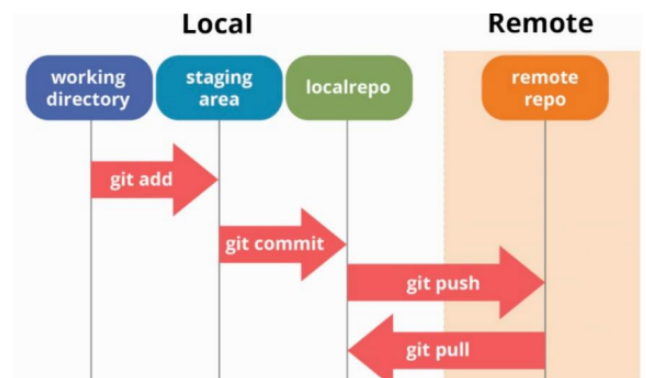 Local
Remote
working
directory
staging
area
localrepo
remote
repo
git add
git commit
git push
git pull